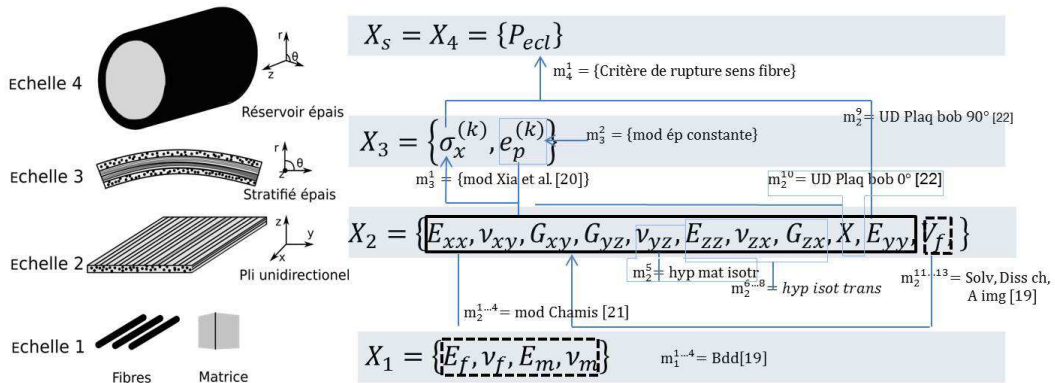 r
θ
z
Echelle 4
Réservoir épais
X_s = X_4 = {P_ecl}
m_4^1 = {Critère de rupture sens fibre}
m_2^9 = UD Plaq bob 90° [22]
r
θ
z
Echelle 3
Stratifié épais
X_3 = {σ_x^(k), e_p^(k)}
m_3^2 = {mod ép constante}
m_3^1 = {mod Xia et al. [20]}
m_2^10 = UD Plaq bob 0° [22]
z
y
x
Echelle 2
Pli unidirectionel
X_2 = {E_xx, ν_xy, G_xy, G_yz, ν_yz, E_zz, ν_zx, G_zx, X, E_yy, V_f}
m_2^5 = hyp mat isotr
m_2^6...8 = hyp isot trans
m_2^11...13 = Solv, Diss ch,
A img [19]
m_2^1...4 = mod Chamis [21]
Echelle 1
Fibres
Matrice
X_1 = {E_f, ν_f, E_m, ν_m}
m_1^1...4 = Bdd[19]